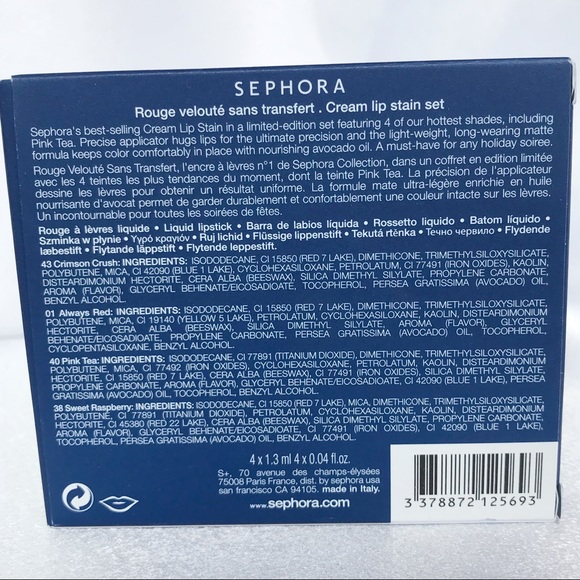 SEPHORA
Rouge velouté sans transfert . Cream lip stain set
Sephora's best-selling Cream Lip Stain in a limited-edition set featuring 4 of our hottest shades, including
Pink Tea. Precise applicator hugs lips for the ultimate precision and the light-weight, long-wearing matte
formula keeps color comfortably in place with nourishing avocado oil. A must-have for any holiday soiree.
Rouge Velouté Sans Transfert, l'encre à lèvres n°1 de Sephora Collection, dans un coffret en édition limitée
avec les 4 teintes les plus tendances du moment, dont la teinte Pink Tea. La précision de l'applicateur
dessine les lèvres pour obtenir un résultat uniforme. La formule mate ultra-légère enrichie en huile
nourrisante d'avocat permet de garder durablement et confortablement une couleur intacte sur les lèvres.
Un incontournable pour toutes les soirées de fêtes.
Rouge à lèvres liquide • Liquid lipstick • Barra de labios líquida • Rossetto liquido • Batom líquido •
Szminka w płynie • Υγρό κραγιόν • Ruj lichid • Flüssige lippenstift • Tekutá rtěnka • Течно червило • Flydende
læbestift • Flytande läppstift • Flytende leppestift.
43 Crimson Crush: INGREDIENTS: ISODODECANE, CI 15850 (RED 7 LAKE), DIMETHICONE, TRIMETHYLSILOXYSILICATE,
POLYBUTENE, MICA, CI 42090 (BLUE 1 LAKE), CYCLOHEXASILOXANE, PETROLATUM, CI 77491 (IRON OXIDES), KAOLIN,
DISTEARDIMONIUM HECTORITE, CERA ALBA (BEESWAX), SILICA DIMETHYL SILYLATE, PROPYLENE CARBONATE,
AROMA (FLAVOR), GLYCERYL BEHENATE/EICOSADIOATE, TOCOPHEROL, PERSEA GRATISSIMA (AVOCADO) OIL,
BENZYL ALCOHOL.
01 Always Red: INGREDIENTS: ISODODECANE, CI 15850 (RED 7 LAKE), DIMETHICONE, TRIMETHYLSILOXYSILICATE,
POLYBUTENE, MICA, CI 19140 (YELLOW 5 LAKE), CYCLOHEXASILOXANE, PETROLATUM, KAOLIN, DISTEARDIMONIUM
HECTORITE, CERA ALBA (BEESWAX), SILICA DIMETHYL SILYLATE, AROMA (FLAVOR), GLYCERYL
BEHENATE/EICOSADIOATE, PROPYLENE CARBONATE, PERSEA GRATISSIMA (AVOCADO) OIL, TOCOPHEROL,
CYCLOPENTASILOXANE, BENZYL ALCOHOL.
40 Pink Tea: INGREDIENTS: ISODODECANE, CI 77891 (TITANIUM DIOXIDE), DIMETHICONE, TRIMETHYLSILOXYSILICATE,
POLYBUTENE, MICA, CI 77492 (IRON OXIDES), CYCLOHEXASILOXANE, PETROLATUM, KAOLIN, DISTEARDIMONIUM
HECTORITE, CI 15850 (RED 7 LAKE), CERA ALBA (BEESWAX), CI 77491 (IRON OXIDES), SILICA DIMETHYL SILYLATE,
PROPYLENE CARBONATE, AROMA (FLAVOR), GLYCERYL BEHENATE/EICOSADIOATE, CI 42090 (BLUE 1 LAKE), PERSEA
GRATISSIMA (AVOCADO) OIL, TOCOPHEROL, BENZYL ALCOHOL.
38 Sweet Raspberry: INGREDIENTS: ISODODECANE, CI 15850 (RED 7 LAKE), DIMETHICONE, TRIMETHYLSILOXYSILICATE,
POLYBUTENE, CI 77891 (TITANIUM DIOXIDE), PETROLATUM, CYCLOHEXASILOXANE, KAOLIN, DISTEARDIMONIUM
HECTORITE, CI 45380 (RED 22 LAKE), CERA ALBA (BEESWAX), SILICA DIMETHYL SILYLATE, PROPYLENE CARBONATE,
AROMA (FLAVOR), GLYCERYL BEHENATE/EICOSADIOATE, CI 77491 (IRON OXIDES), CI 42090 (BLUE 1 LAKE),
TOCOPHEROL, PERSEA GRATISSIMA (AVOCADO) OIL, BENZYL ALCOHOL.
4 x 1.3 ml 4 x 0.04 fl.oz.
S+, 70 avenue des champs-élysées
75008 Paris France, dist. by sephora usa
san francisco CA 94105. made in Italy.
www.sephora.com
3 378872 125693